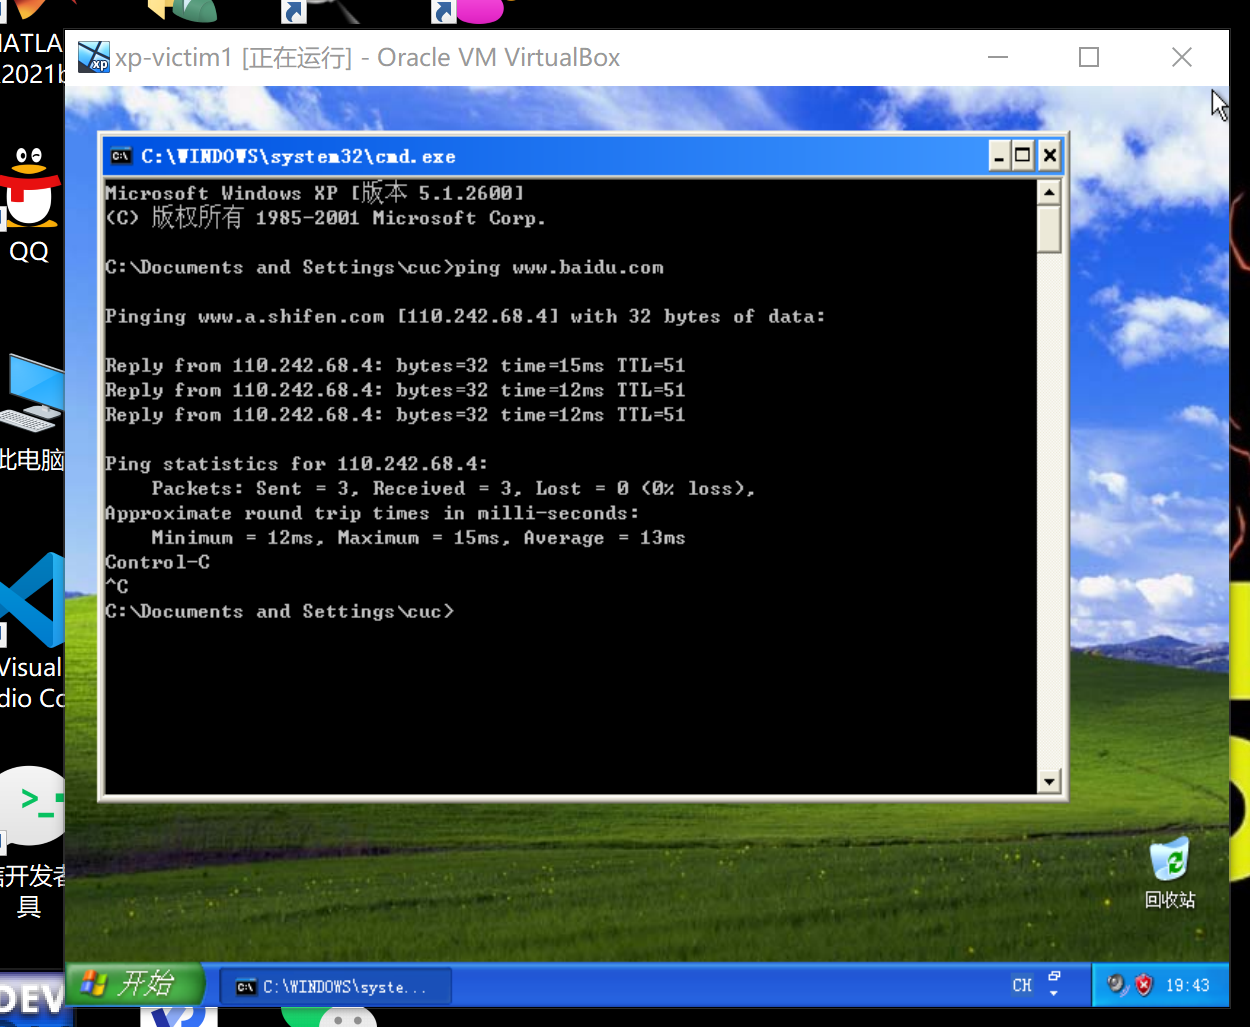 xp-victim1 [正在运行] - Oracle VM VirtualBox
2021b
QQ
此电脑
Visual
C:\WINDOWS\system32\cmd.exe
Microsoft Windows XP [版本 5.1.2600]
(C) 版权所有 1985-2001 Microsoft Corp.
C:\Documents and Settings\cuc>ping www.baidu.com
Pinging www.a.shifen.com [110.242.68.4] with 32 bytes of data:
Reply from 110.242.68.4: bytes=32 time=15ms TTL=51
Reply from 110.242.68.4: bytes=32 time=12ms TTL=51
Reply from 110.242.68.4: bytes=32 time=12ms TTL=51
Ping statistics for 110.242.68.4:
Packets: Sent = 3, Received = 3, Lost = 0 (0% loss),
Approximate round trip times in milli-seconds:
Minimum = 12ms, Maximum = 15ms, Average = 13ms
Control-C
^C
C:\Documents and Settings\cuc>
具
回收站
DEV
开始
C:\WINDOWS\syste...
CH
19:43